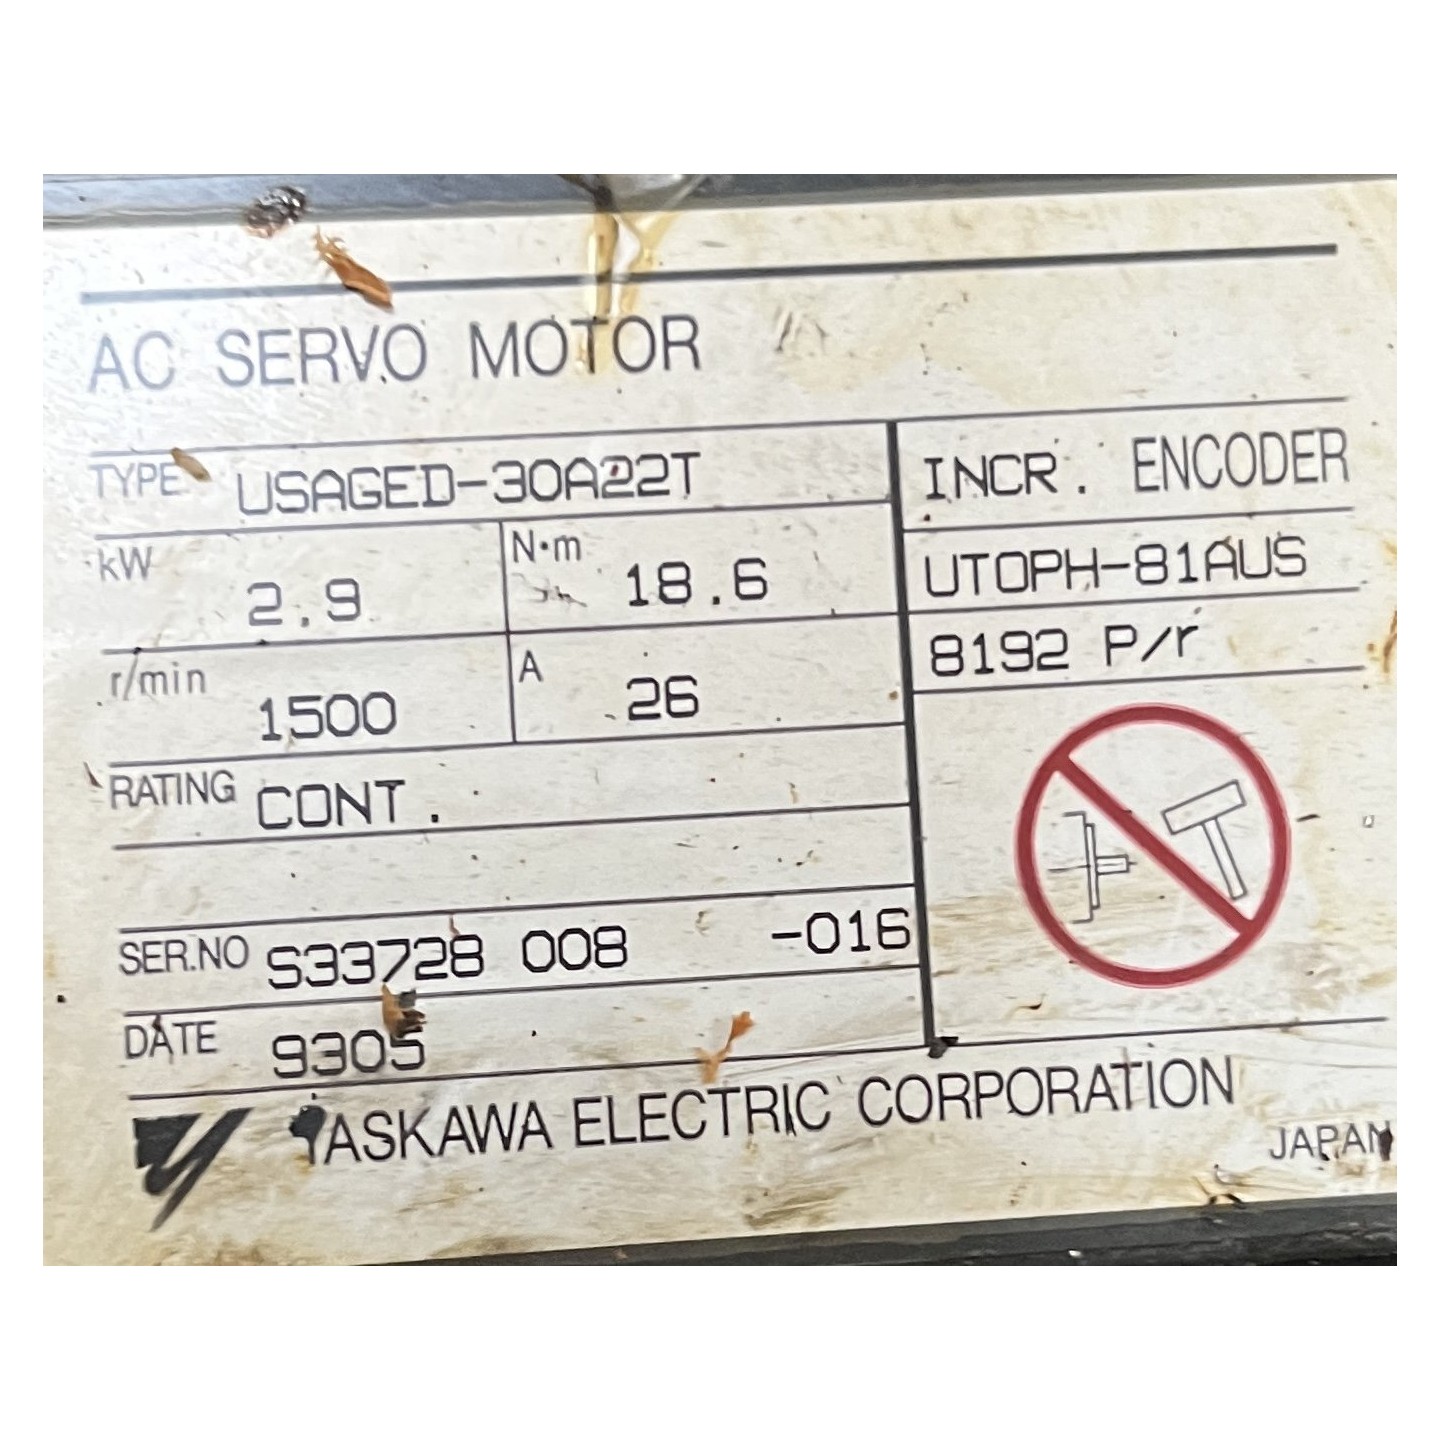 AC SERVO MOTOR
TYPE USAGED-30A22T
INCR. ENCODER
kW 2.9 N·m 18.6
UTOPH-81AUS
r/min 1500 A 26
8192 P/r
RATING CONT.
SER.NO S33728 008 -016
DATE 9305
YASKAWA ELECTRIC CORPORATION
JAPAN